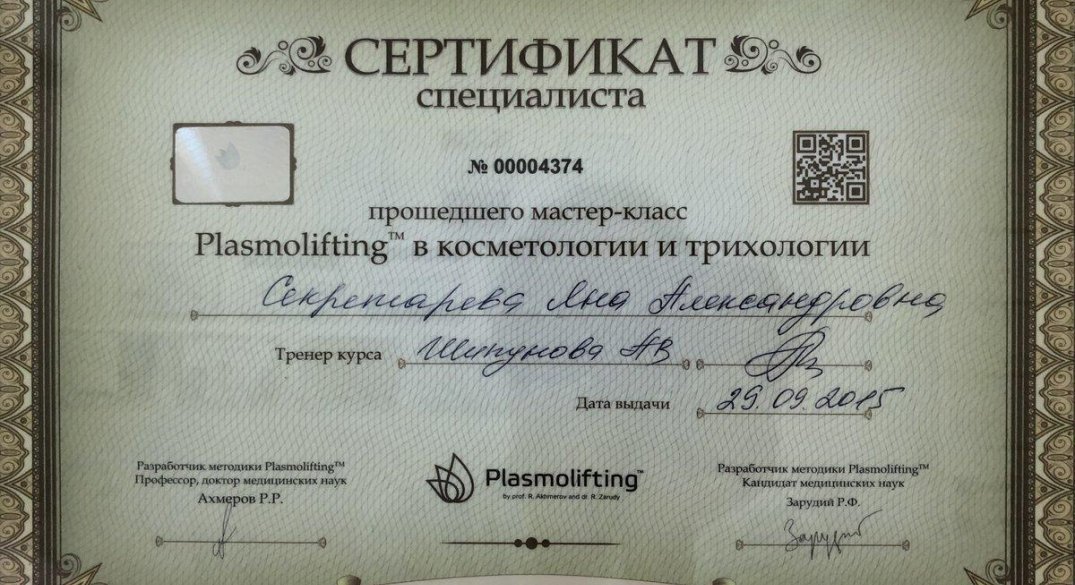 СЕРТИФИКАТ
специалиста
№ 00004374
прошедшего мастер-класс
Plasmolifting™ в косметологии и трихологии
Секретарева Яна Александровна
Тренер курса Шипунова АВ
Дата выдачи 29.09.2015
Разработчик методики Plasmolifting™
Профессор, доктор медицинских наук
Ахмеров Р.Р.
Plasmolifting™
by prof. R. Akhmerov and dr. R. Zarudy
Разработчик методики Plasmolifting™
Кандидат медицинских наук
Зарудий Р.Ф.
Зарудий